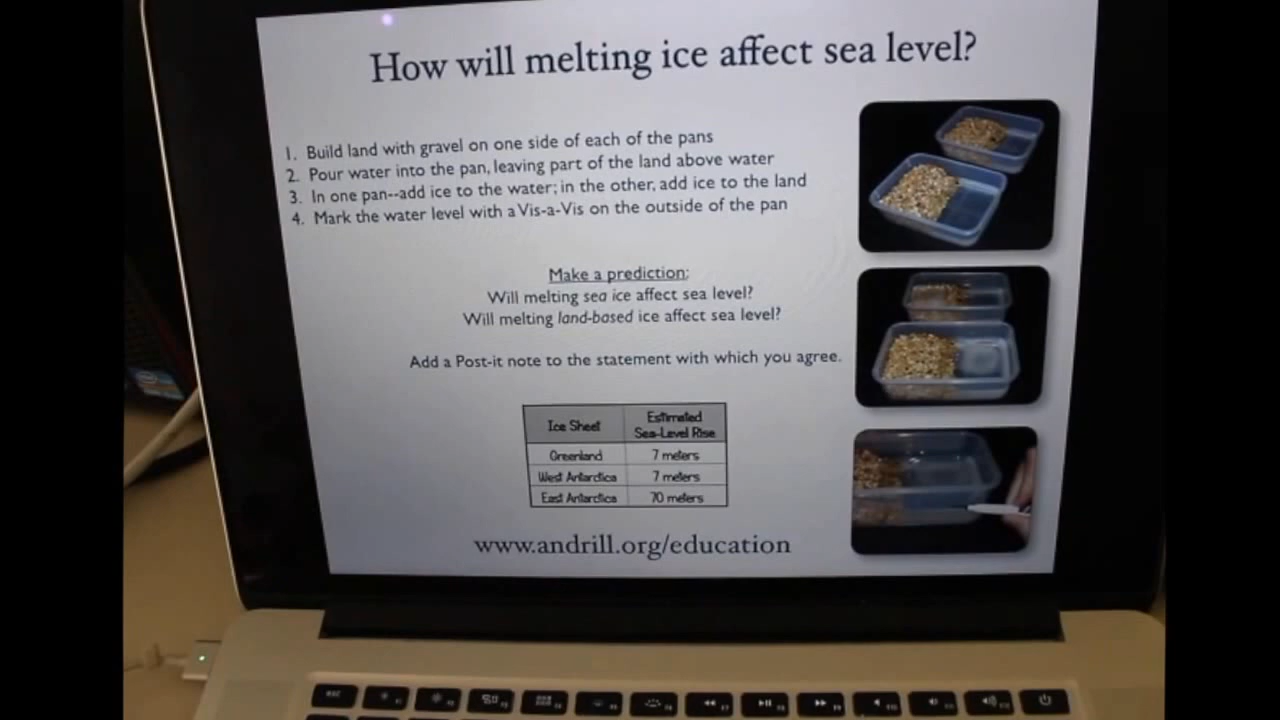 How will melting ice affect sea level?
1. Build land with gravel on one side of each of the pans
2. Pour water into the pan, leaving part of the land above water
3. In one pan--add ice to the water; in the other, add ice to the land
4. Mark the water level with a Vis-a-Vis on the outside of the pan
Make a prediction:
Will melting sea ice affect sea level?
Will melting land-based ice affect sea level?
Add a Post-it note to the statement with which you agree.
Ice Sheet Estimated Sea-Level Rise
Greenland 7 meters
West Antarctica 7 meters
East Antarctica 70 meters
www.andrill.org/education
esc